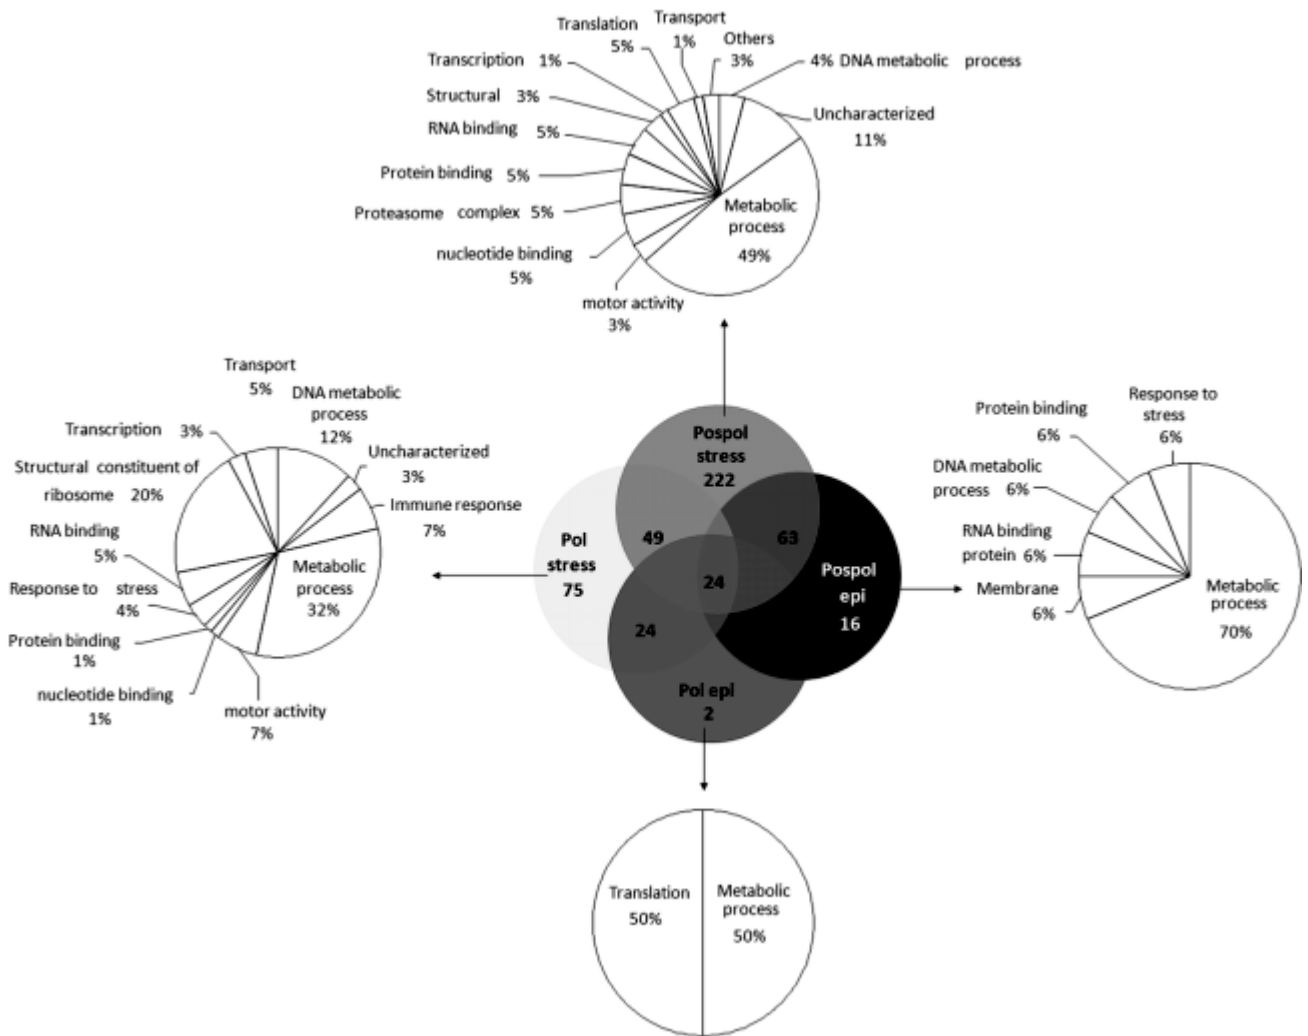 Transport
1%
Translation
5%
Others
3%
Transcription 1%
4% DNA metabolic process
Structural 3%
Uncharacterized
11%
RNA binding 5%
Protein binding 5%
Proteasome complex 5%
Metabolic
process
49%
nucleotide binding
5%
motor activity
3%
Transport
5%
DNA metabolic
process
12%
Transcription 3%
Uncharacterized
3%
Structural constituent of
ribosome 20%
Immune response
7%
RNA binding
5%
Metabolic
process
32%
Response to stress
4%
Protein binding
1%
nucleotide binding
1%
motor activity
7%
Pospol
stress
222
49
63
Pol
stress
75
24
Pospol
epi
16
24
Pol epi
2
Response to
stress
6%
Protein binding
6%
DNA metabolic
process 6%
RNA binding
protein 6%
Membrane
6%
Metabolic
process
70%
Translation
50%
Metabolic
process
50%